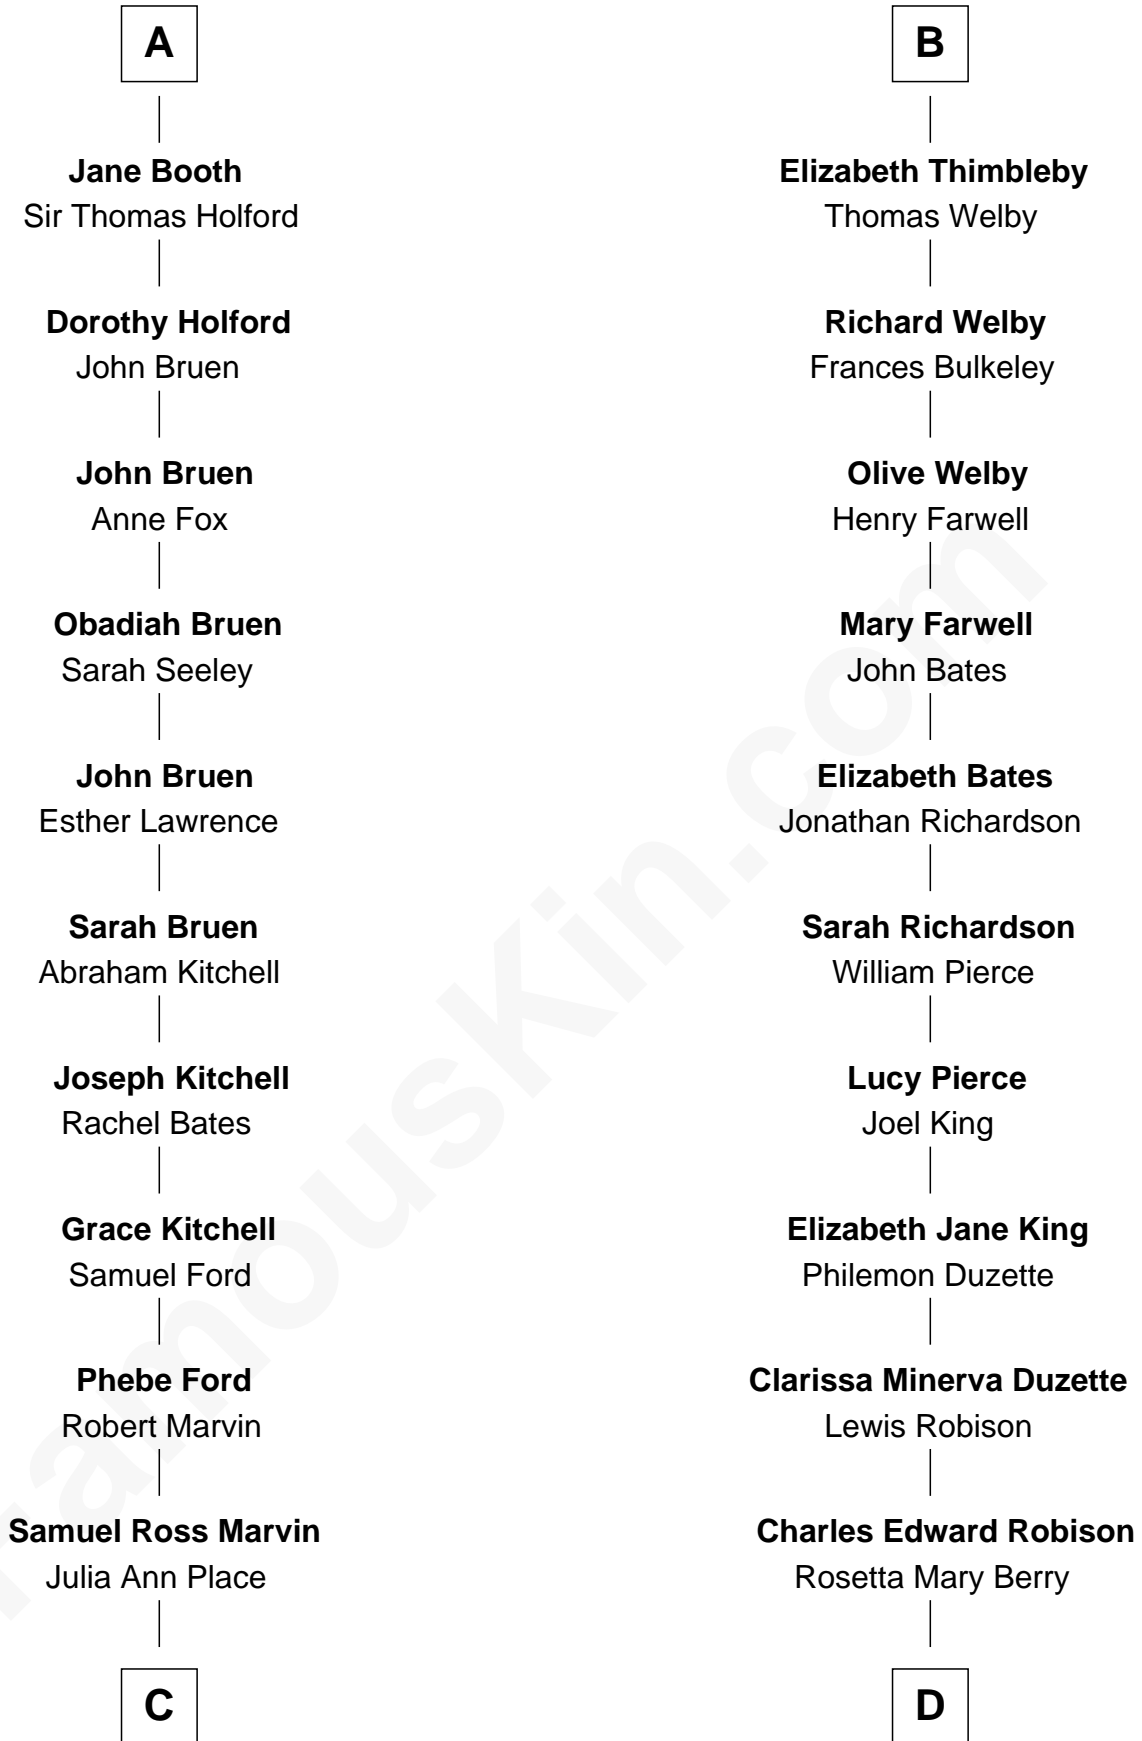 A
Jane Booth
Sir Thomas Holford
Dorothy Holford
John Bruen
John Bruen
Anne Fox
Obadiah Bruen
Sarah Seeley
John Bruen
Esther Lawrence
Sarah Bruen
Abraham Kitchell
Joseph Kitchell
Rachel Bates
Grace Kitchell
Samuel Ford
Phebe Ford
Robert Marvin
Samuel Ross Marvin
Julia Ann Place
C
B
Elizabeth Thimbleby
Thomas Welby
Richard Welby
Frances Bulkeley
Olive Welby
Henry Farwell
Mary Farwell
John Bates
Elizabeth Bates
Jonathan Richardson
Sarah Richardson
William Pierce
Lucy Pierce
Joel King
Elizabeth Jane King
Philemon Duzette
Clarissa Minerva Duzette
Lewis Robison
Charles Edward Robison
Rosetta Mary Berry
D
FamousKin.com